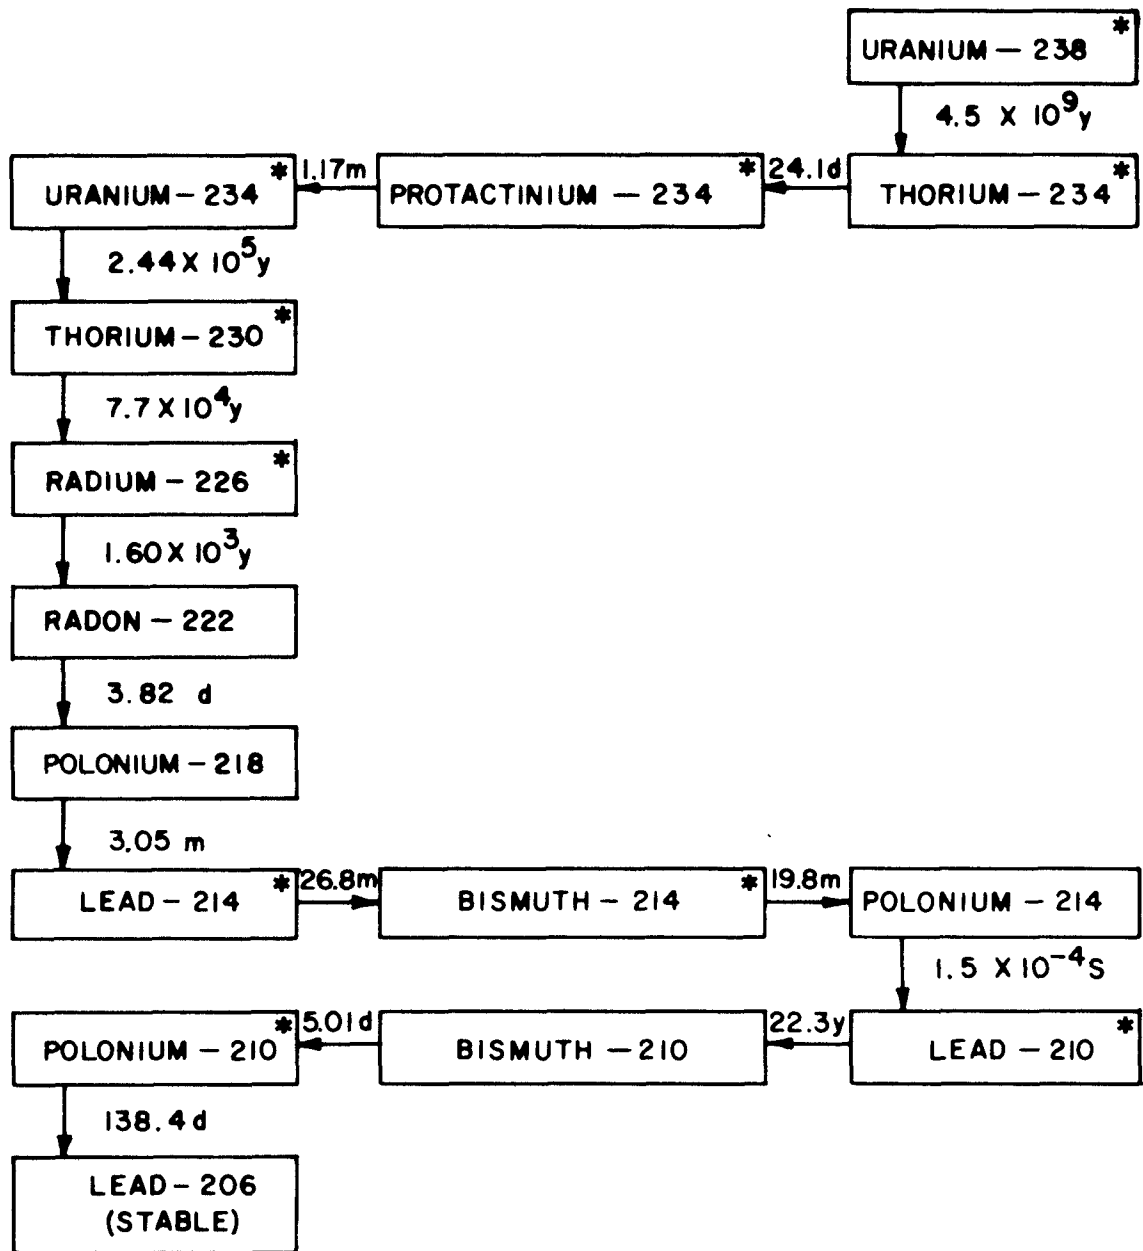 URANIUM – 238 *
4.5 X 10⁹y
URANIUM – 234 *
1.17m
PROTACTINIUM – 234 *
24.1d
THORIUM – 234 *
2.44 X 10⁵y
THORIUM – 230 *
7.7 X 10⁴y
RADIUM – 226 *
1.60 X 10³y
RADON – 222
3.82 d
POLONIUM – 218
3.05 m
LEAD – 214 *
26.8m
BISMUTH – 214 *
19.8m
POLONIUM – 214
1.5 X 10⁻⁴S
POLONIUM – 210 *
5.01d
BISMUTH – 210
22.3y
LEAD – 210 *
138.4d
LEAD – 206
(STABLE)